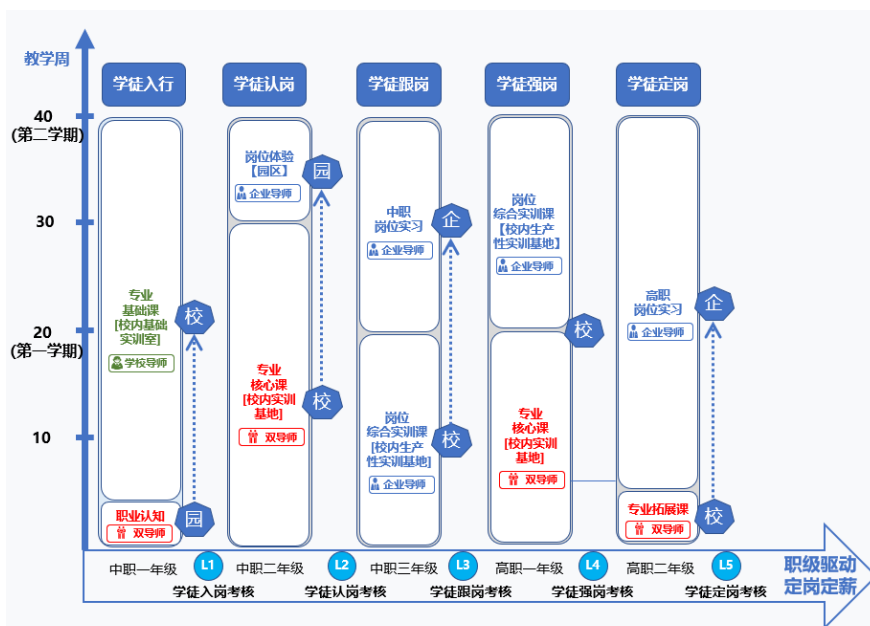 教学周
40
(第二学期)
30
20
(第一学期)
10
学徒入行
专业
基础课
[校内基础
实训室]
学校导师
职业认知
双导师
校
园
学徒认岗
岗位体验
【园区】
企业导师
专业
核心课
[校内实训
基地]
双导师
园
校
学徒跟岗
中职
岗位实习
企业导师
岗位
综合实训课
[校内生产
性实训基地]
企业导师
企
校
学徒强岗
岗位
综合实训课
【校内生产
性实训基地】
企业导师
专业
核心课
[校内实训
基地]
双导师
校
学徒定岗
高职
岗位实习
企业导师
专业拓展课
双导师
企
校
中职一年级
L1
中职二年级
L2
中职三年级
L3
高职一年级
L4
高职二年级
L5
学徒入岗考核
学徒认岗考核
学徒跟岗考核
学徒强岗考核
学徒定岗考核
职级驱动
定岗定薪